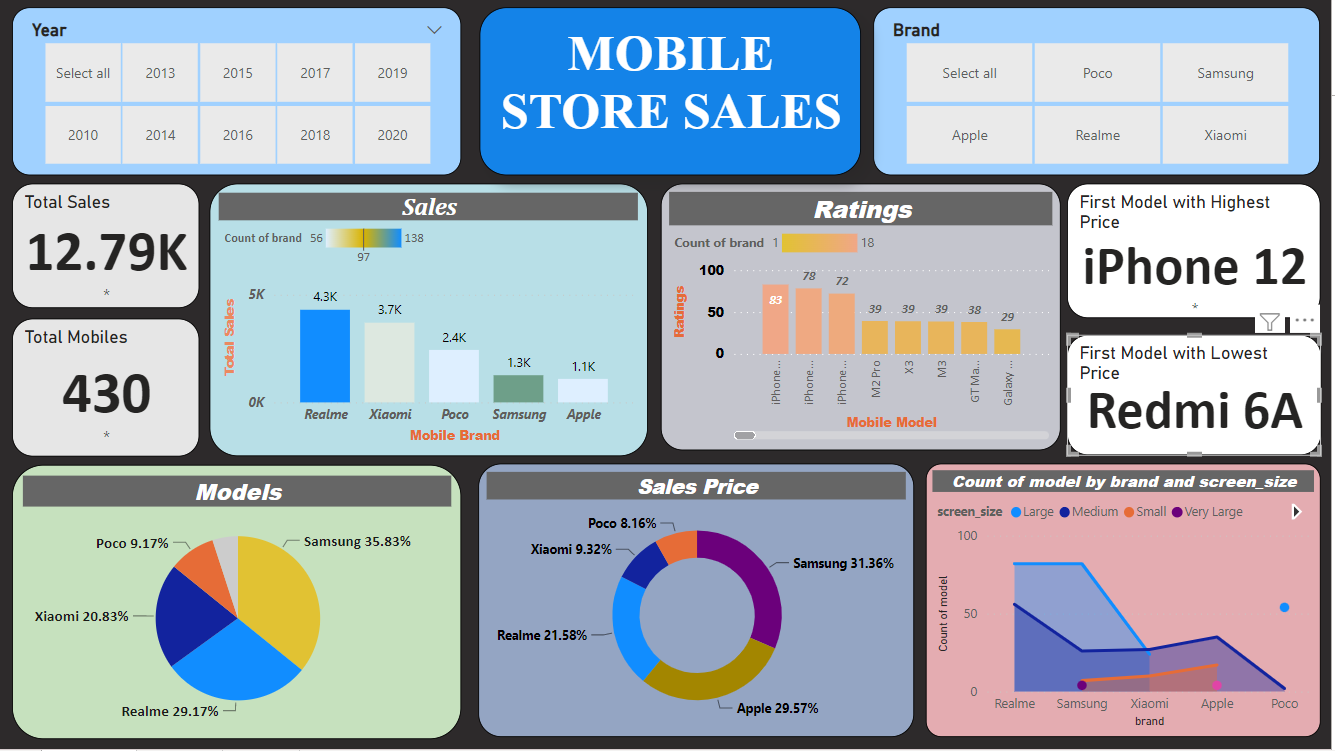 Year
Select all
2013
2015
2017
2019
2010
2014
2016
2018
2020
MOBILE
STORE SALES
Brand
Select all
Poco
Samsung
Apple
Realme
Xiaomi
Total Sales
12.79K
*
Total Mobiles
430
*
Sales
Count of brand 56 138
97
Total Sales
5K
0K
4.3K
3.7K
2.4K
1.3K
1.1K
Realme
Xiaomi
Poco
Samsung
Apple
Mobile Brand
Ratings
Count of brand 1 18
Ratings
100
50
0
83
78
72
39
39
39
38
29
iPhone...
iPhone...
iPhone...
M2 Pro
X3
M3
GT Ma...
Galaxy ...
Mobile Model
First Model with Highest
Price
iPhone 12
*
First Model with Lowest
Price
Redmi 6A
Models
Poco 9.17%
Samsung 35.83%
Xiaomi 20.83%
Realme 29.17%
Sales Price
Poco 8.16%
Xiaomi 9.32%
Samsung 31.36%
Realme 21.58%
Apple 29.57%
Count of model by brand and screen_size
screen_size Large Medium Small Very Large
Count of model
100
50
0
Realme
Samsung
Xiaomi
Apple
Poco
brand